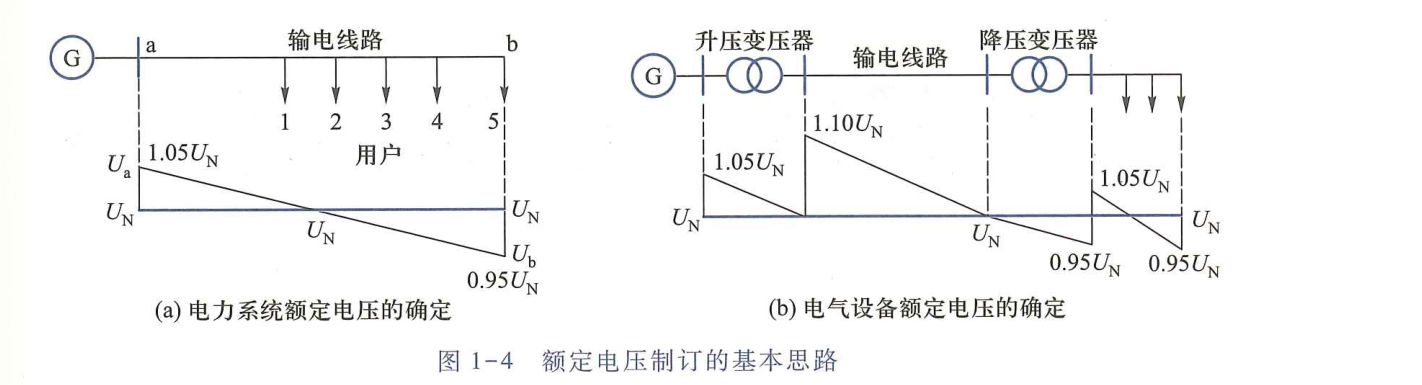 G
a
输电线路
b
1
2
3
4
5
用户
Ua
1.05UN
UN
UN
UN
Ub
0.95UN
(a) 电力系统额定电压的确定
升压变压器
降压变压器
G
输电线路
1.10UN
1.05UN
1.05UN
UN
UN
UN
0.95UN
0.95UN
(b) 电气设备额定电压的确定
图 1-4 额定电压制订的基本思路